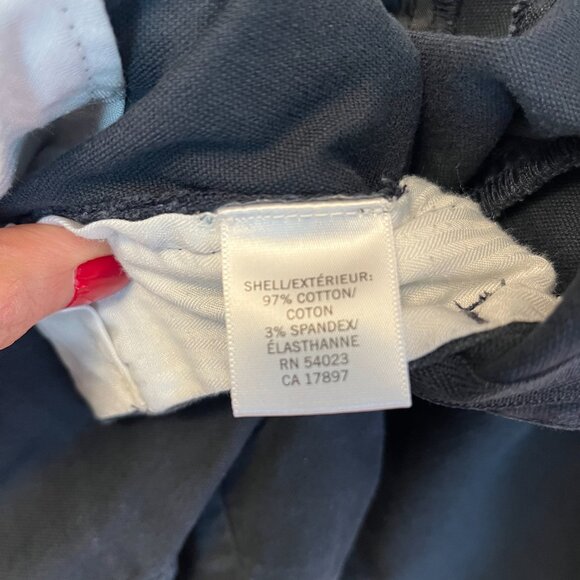 SHELL/EXTÉRIEUR:
97% COTTON/
COTON
3% SPANDEX/
ÉLASTHANNE
RN 54023
CA 17897